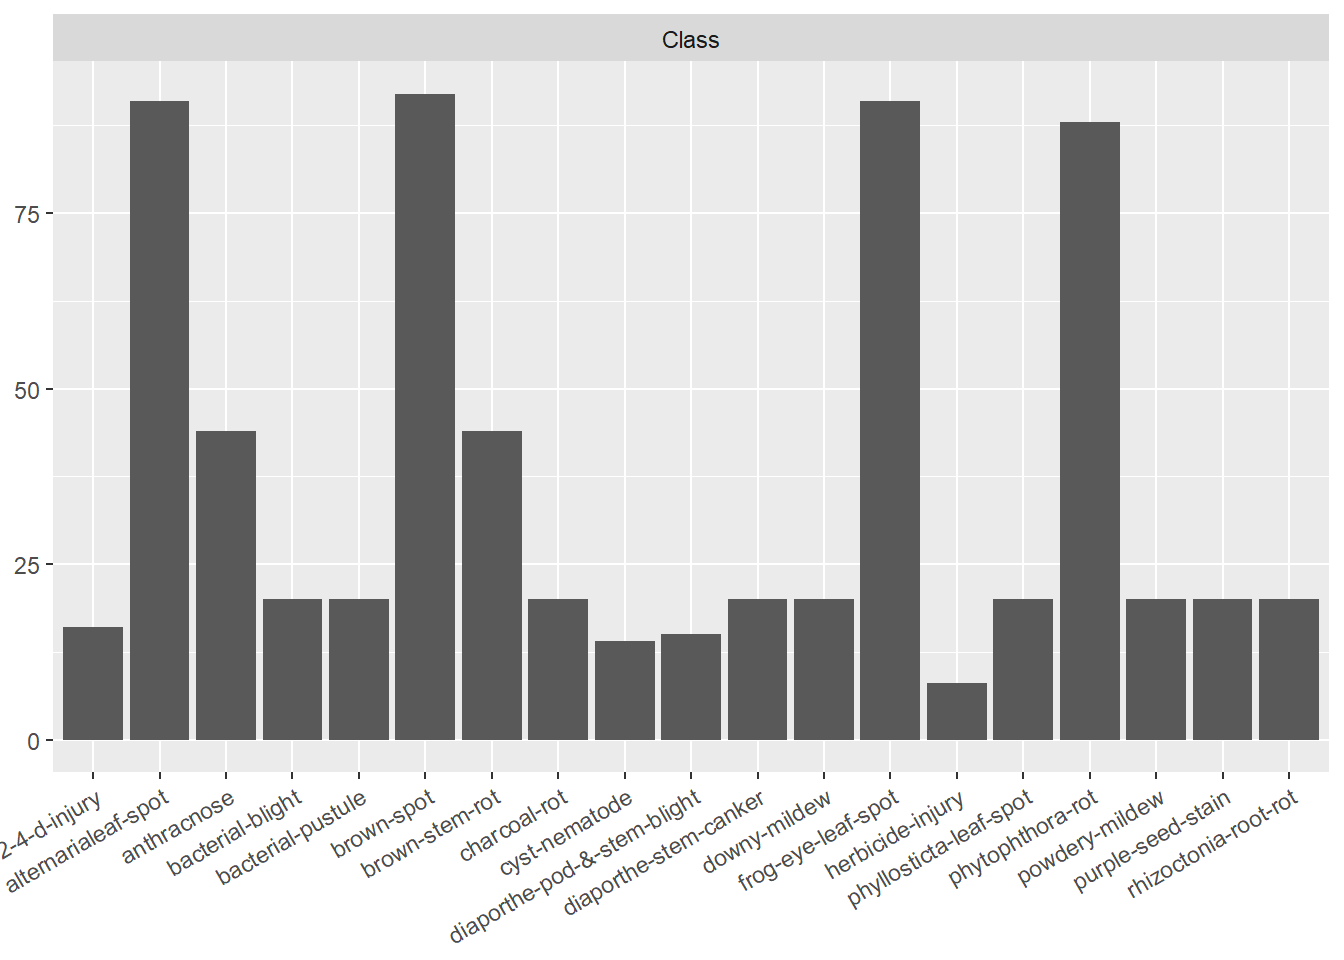 Class
75
50
25
0
2-4-d-injury
alternarialeaf-spot
anthracnose
bacterial-blight
bacterial-pustule
brown-spot
brown-stem-rot
charcoal-rot
cyst-nematode
diaporthe-pod-&-stem-blight
diaporthe-stem-canker
downy-mildew
frog-eye-leaf-spot
herbicide-injury
phyllosticta-leaf-spot
phytophthora-rot
powdery-mildew
purple-seed-stain
rhizoctonia-root-rot